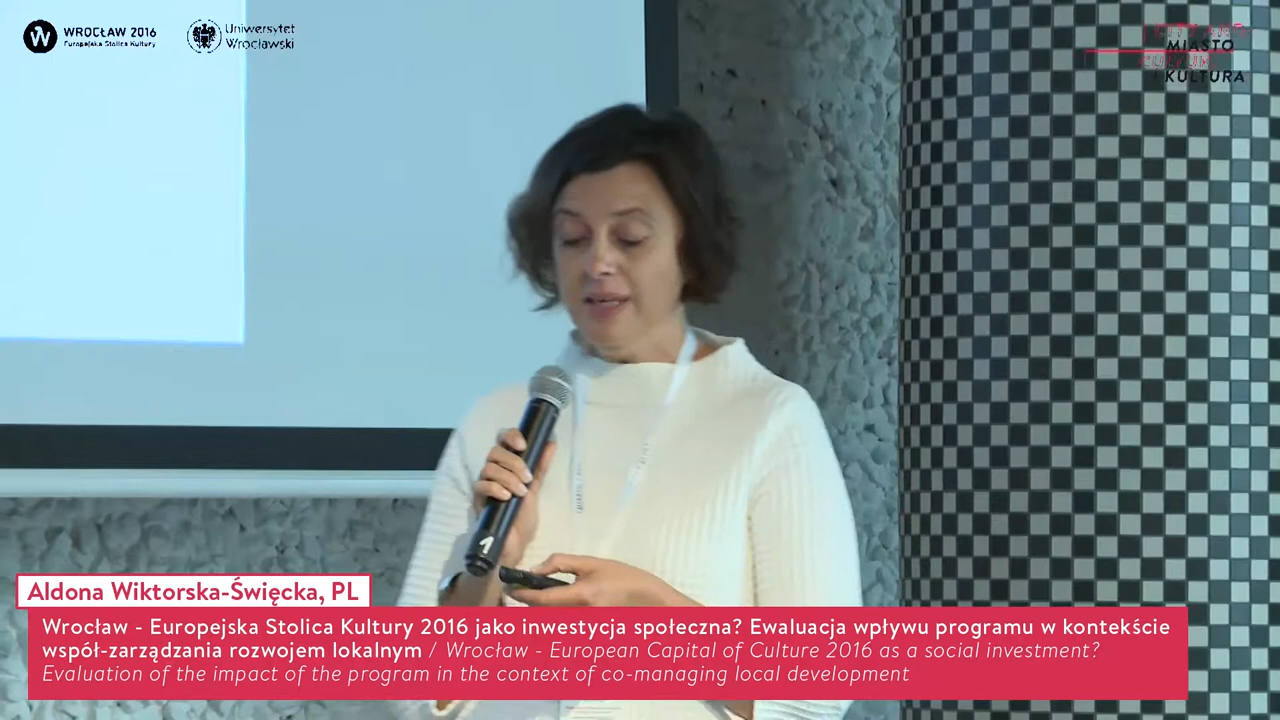 WROCŁAW 2016
Europejska Stolica Kultury
Uniwersytet
Wrocławski
MIASTO
I KULTURA
1
Aldona Wiktorska-Święcka, PL
Wrocław - Europejska Stolica Kultury 2016 jako inwestycja społeczna? Ewaluacja wpływu programu w kontekście
współ-zarządzania rozwojem lokalnym / Wrocław - European Capital of Culture 2016 as a social investment?
Evaluation of the impact of the program in the context of co-managing local development